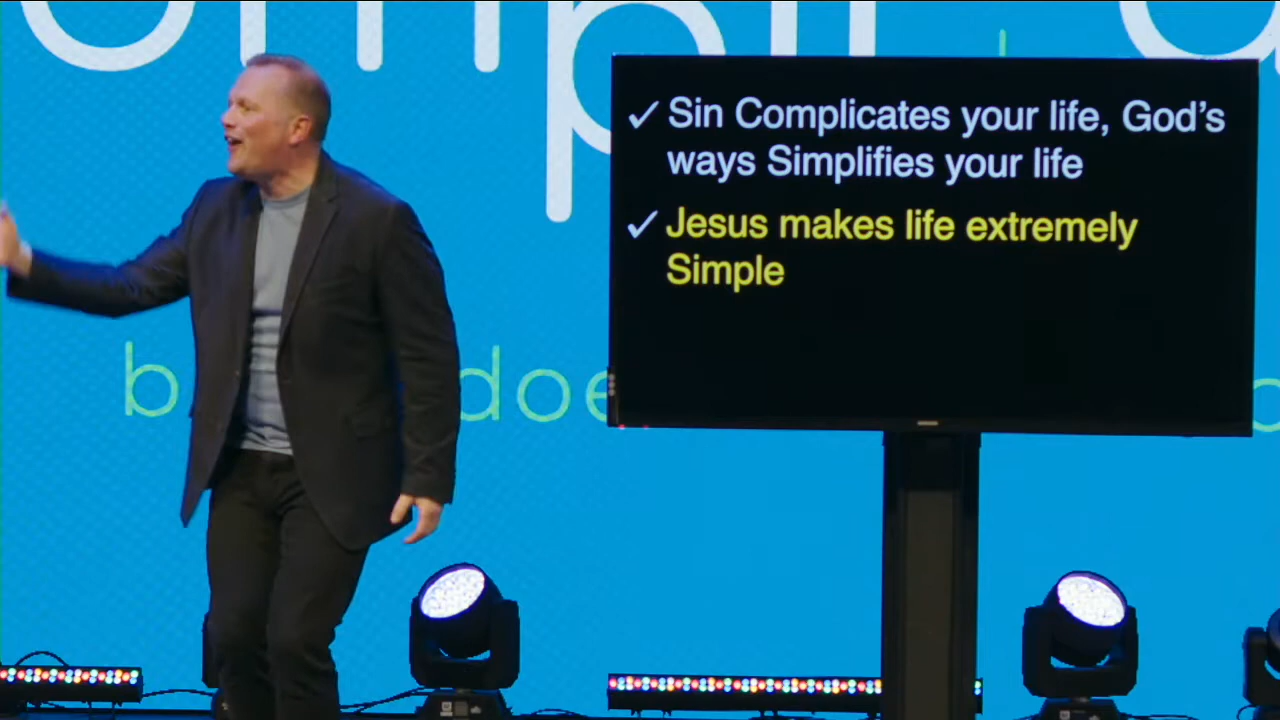 Sin Complicates your life, God's
ways Simplifies your life
Jesus makes life extremely
Simple